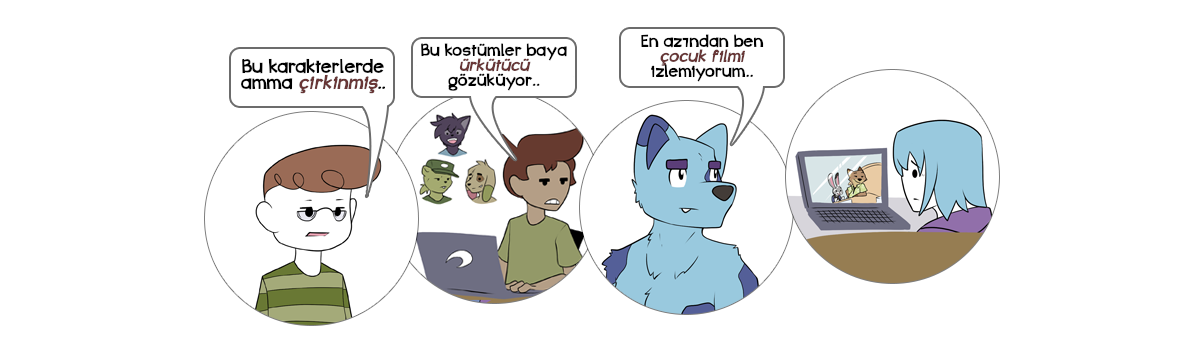 Bu karakterlerde
amma çirkinmiş..
Bu kostümler baya
ürkütücü
gözüküyor..
En azından ben
çocuk filmi
izlemiyorum..